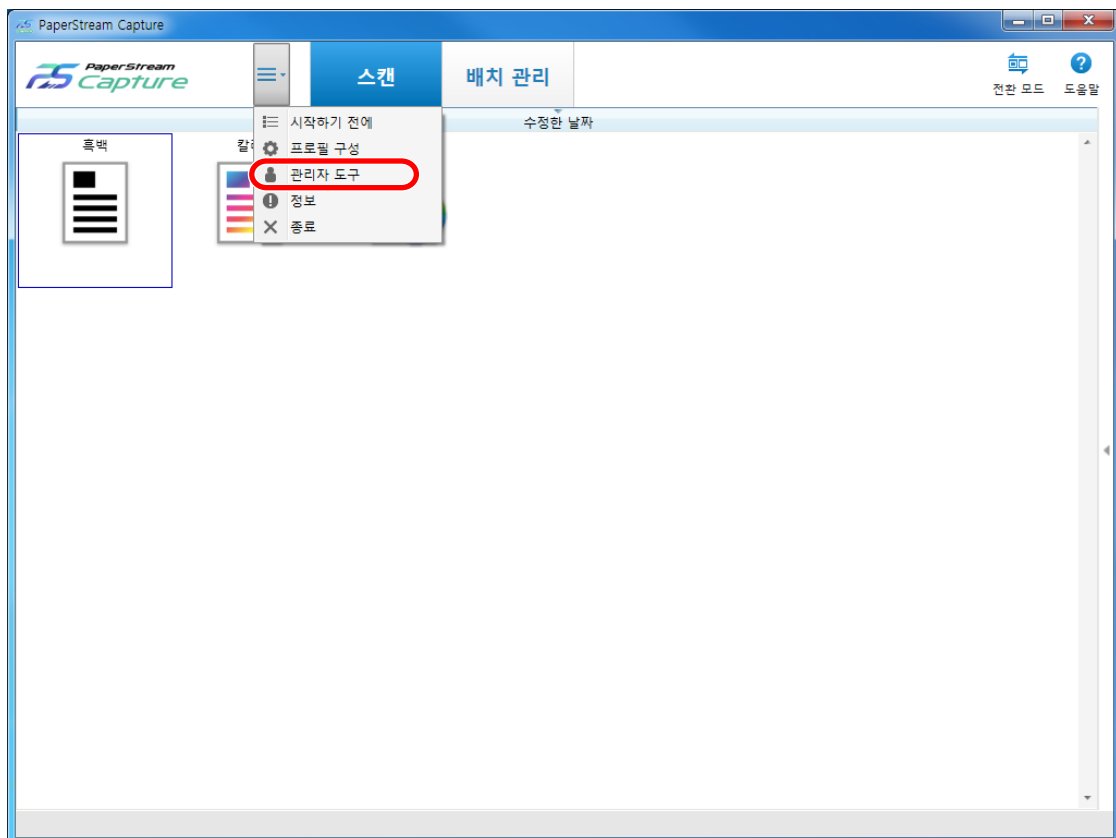 PaperStream Capture
PaperStream
Capture
스캔
배치 관리
전환 모드
도움말
수정한 날짜
시작하기 전에
프로필 구성
관리자 도구
정보
종료
흑백